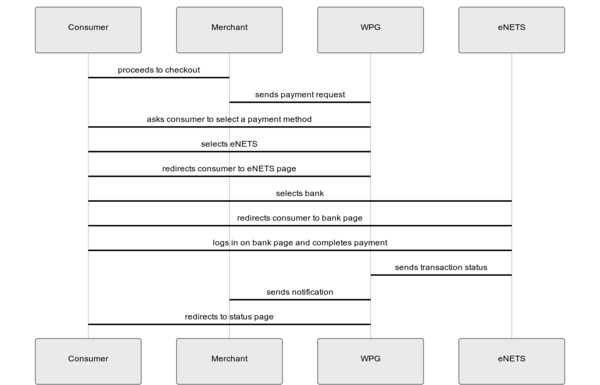 Consumer Merchant WPG eNETS
proceeds to checkout
sends payment request
asks consumer to select a payment method
selects eNETS
redirects consumer to eNETS page
selects bank
redirects consumer to bank page
logs in on bank page and completes payment
sends transaction status
sends notification
redirects to status page
Consumer Merchant WPG eNETS